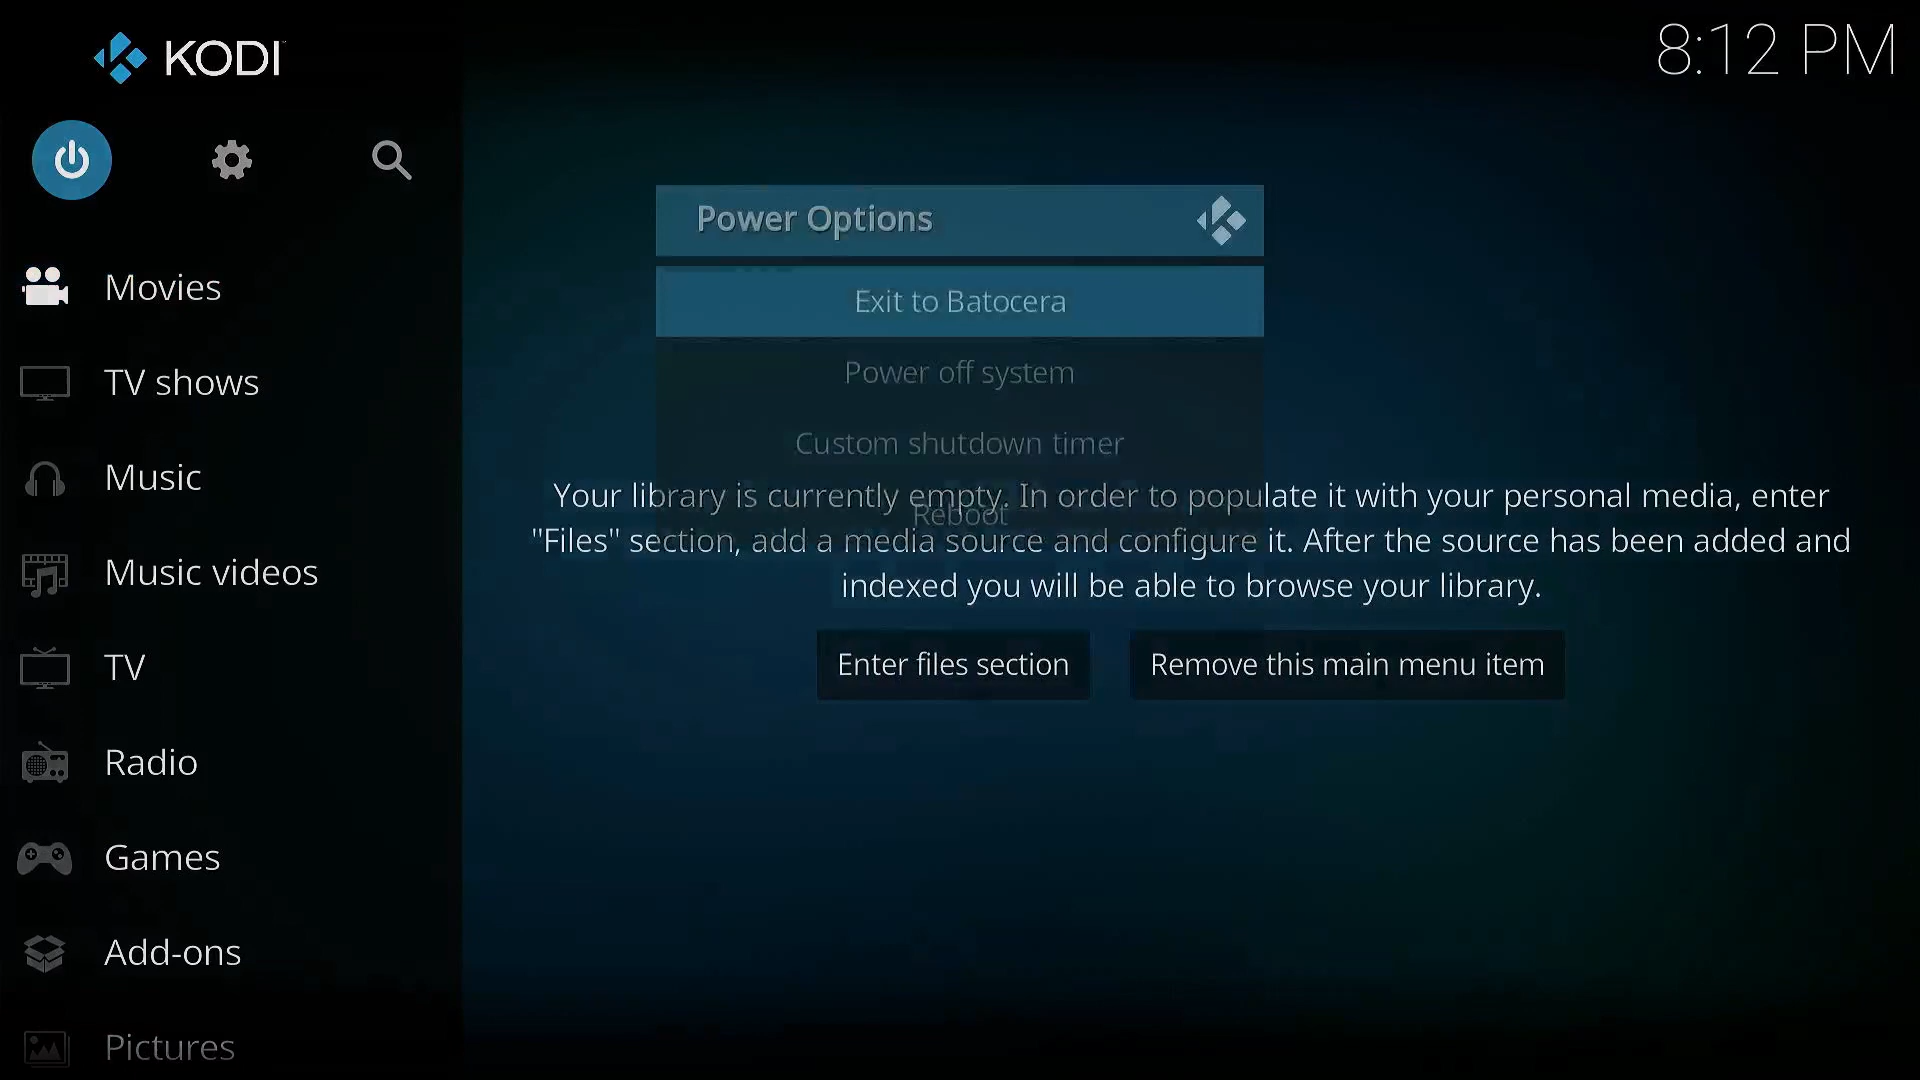 KODI
8:12 PM
Movies
TV shows
Music
Music videos
TV
Radio
Games
Add-ons
Pictures
Power Options
Exit to Batocera
Power off system
Custom shutdown timer
Reboot
Your library is currently empty. In order to populate it with your personal media, enter
"Files" section, add a media source and configure it. After the source has been added and
indexed you will be able to browse your library.
Enter files section
Remove this main menu item